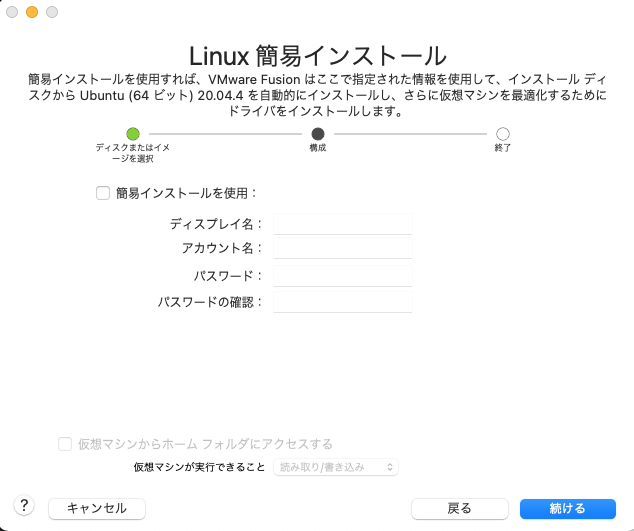 Linux 簡易インストール
簡易インストールを使用すれば、VMware Fusion はここで指定された情報を使用して、インストール ディ
スクから Ubuntu (64 ビット) 20.04.4 を自動的にインストールし、さらに仮想マシンを最適化するために
ドライバをインストールします。
ディスクまたはイメ
ージを選択
構成
終了
簡易インストールを使用：
ディスプレイ名：
アカウント名：
パスワード：
パスワードの確認：
仮想マシンからホーム フォルダにアクセスする
仮想マシンが実行できること
読み取り/書き込み
?
キャンセル
戻る
続ける